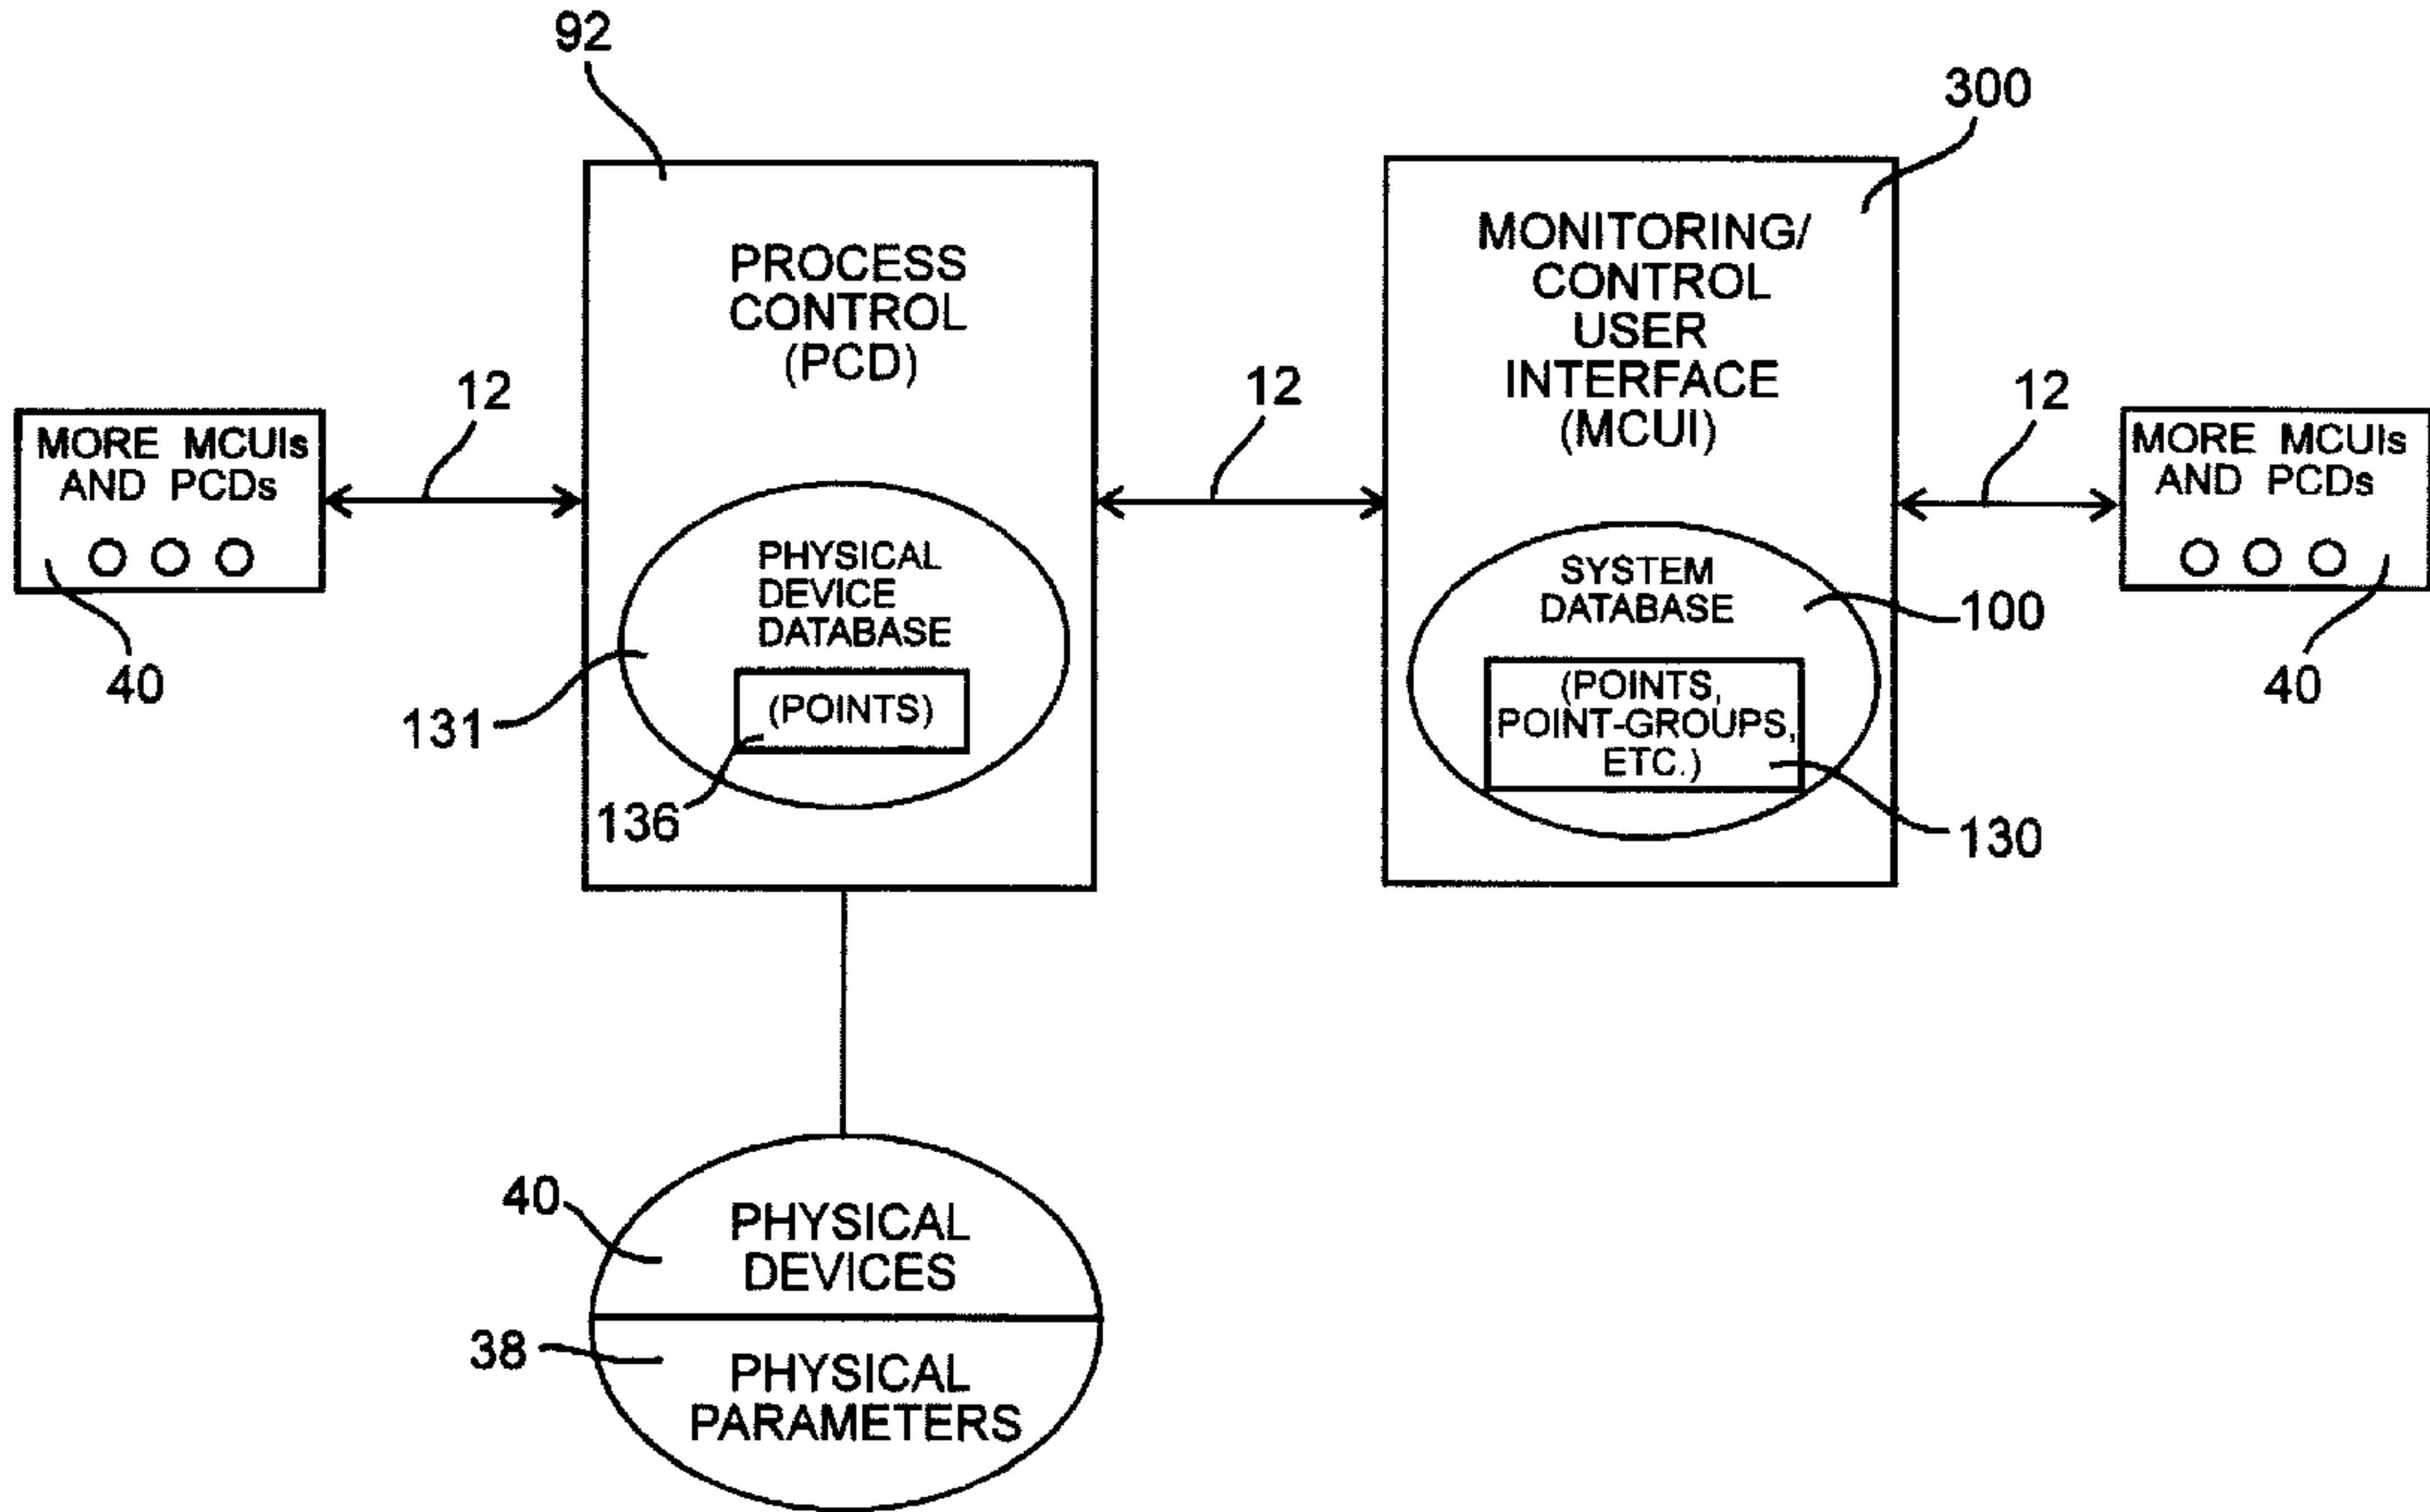 92
300
PROCESS
CONTROL
(PCD)
MONITORING/
CONTROL
USER
INTERFACE
(MCUI)
12
12
12
MORE MCUIs
AND PCDs
MORE MCUIs
AND PCDs
40
PHYSICAL
DEVICE
DATABASE
(POINTS)
131
136
SYSTEM
DATABASE
(POINTS,
POINT-GROUPS,
ETC.)
100
130
40
40
PHYSICAL
DEVICES
38
PHYSICAL
PARAMETERS